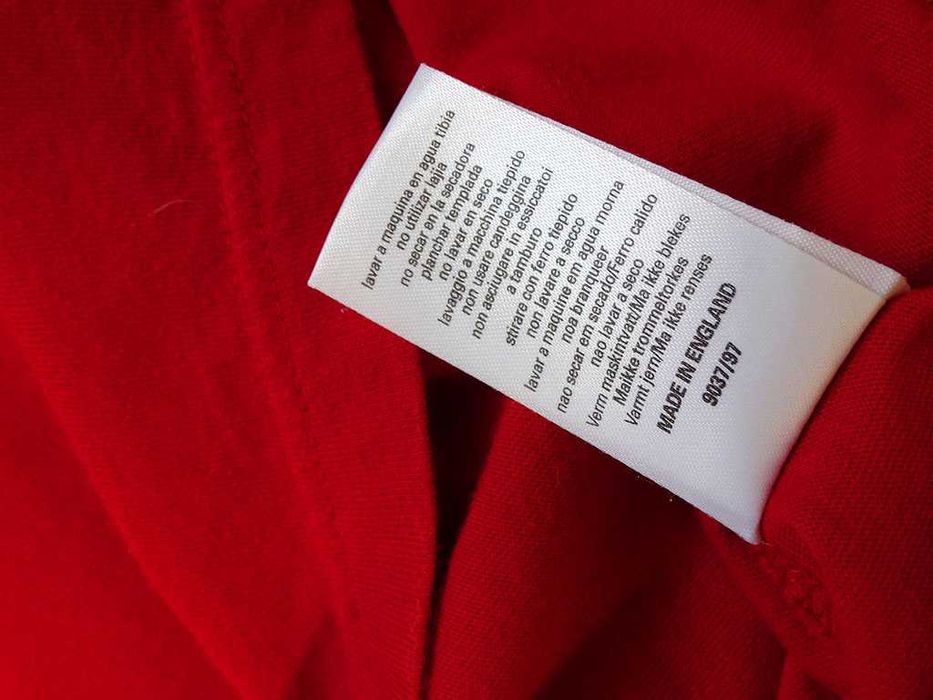 lavar a maquina en agua tibia
no utilizar lejia
no secar en la secadora
planchar templada
no lavar en seco
lavaggio a macchina tiepido
non usare candeggina
non asciugare in essiccatoi
a tamburo
stirare con ferro tiepido
non lavare a secco
lavar a maquine em agua morna
noa branqueef
nao secar em secado/Ferro calido
nao lavar a seco
Verm maskintvatt/Ma ikke blekes
Maikke trommeltorkes
Varmt jern/Ma ikke renses
MADE IN ENGLAND
9037/97